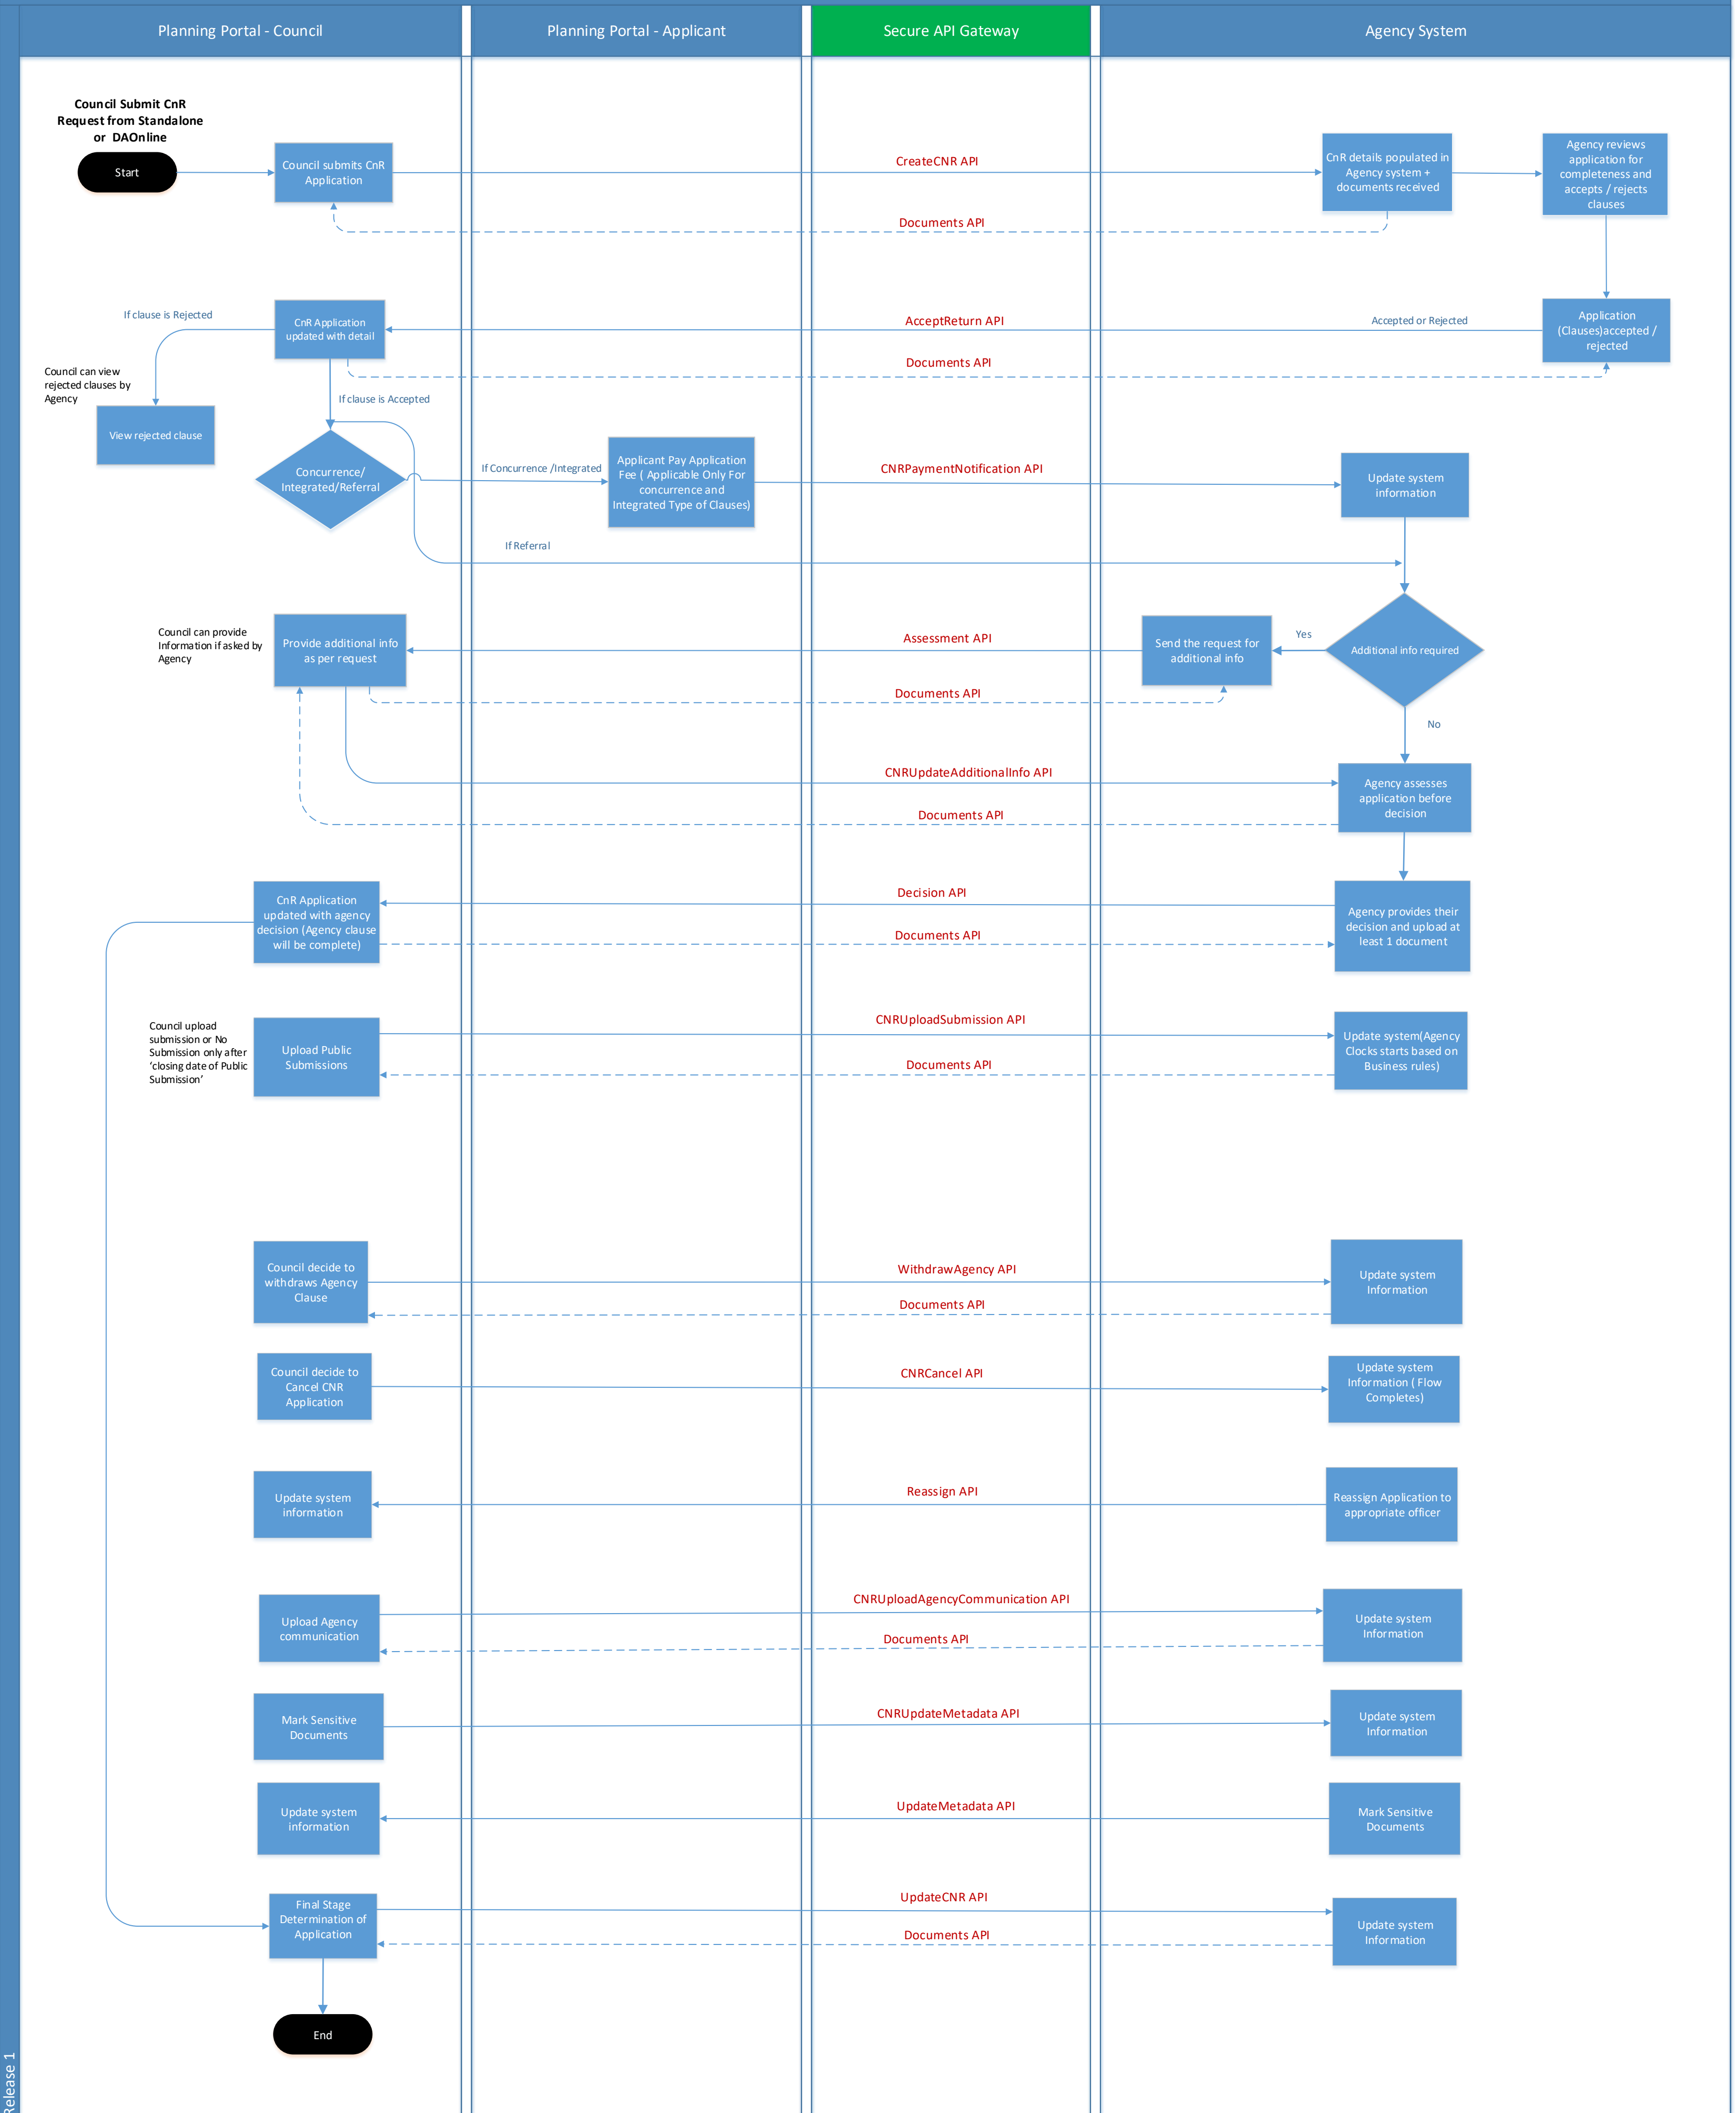 Planning Portal - Council
Planning Portal - Applicant
Secure API Gateway
Agency System
Council Submit CnR
Request from Standalone
or DAOnline
Start
Council submits CnR
Application
CreateCNR API
CnR details populated in
Agency system +
documents received
Agency reviews
application for
completeness and
accepts / rejects
clauses
Documents API
If clause is Rejected
CnR Application
updated with detail
AcceptReturn API
Accepted or Rejected
Application
(Clauses)accepted /
rejected
Documents API
Council can view
rejected clauses by
Agency
If clause is Accepted
View rejected clause
Concurrence/
Integrated/Referral
If Concurrence /Integrated
Applicant Pay Application
Fee ( Applicable Only For
concurrence and
Integrated Type of Clauses)
CNRPaymentNotification API
Update system
information
If Referral
Council can provide
Information if asked by
Agency
Provide additional info
as per request
Assessment API
Send the request for
additional info
Yes
Additional info required
Documents API
No
CNRUpdateAdditionalInfo API
Agency assesses
application before
decision
Documents API
CnR Application
updated with agency
decision (Agency clause
will be complete)
Decision API
Documents API
Agency provides their
decision and upload at
least 1 document
Council upload
submission or No
Submission only after
‘closing date of Public
Submission’
Upload Public
Submissions
CNRUploadSubmission API
Documents API
Update system(Agency
Clocks starts based on
Business rules)
Council decide to
withdraws Agency
Clause
WithdrawAgency API
Documents API
Update system
Information
Council decide to
Cancel CNR
Application
CNRCancel API
Update system
Information ( Flow
Completes)
Update system
information
Reassign API
Reassign Application to
appropriate officer
Upload Agency
communication
CNRUploadAgencyCommunication API
Documents API
Update system
Information
Mark Sensitive
Documents
CNRUpdateMetadata API
Update system
Information
Update system
information
UpdateMetadata API
Mark Sensitive
Documents
Final Stage
Determination of
Application
UpdateCNR API
Documents API
Update system
Information
End
Release 1